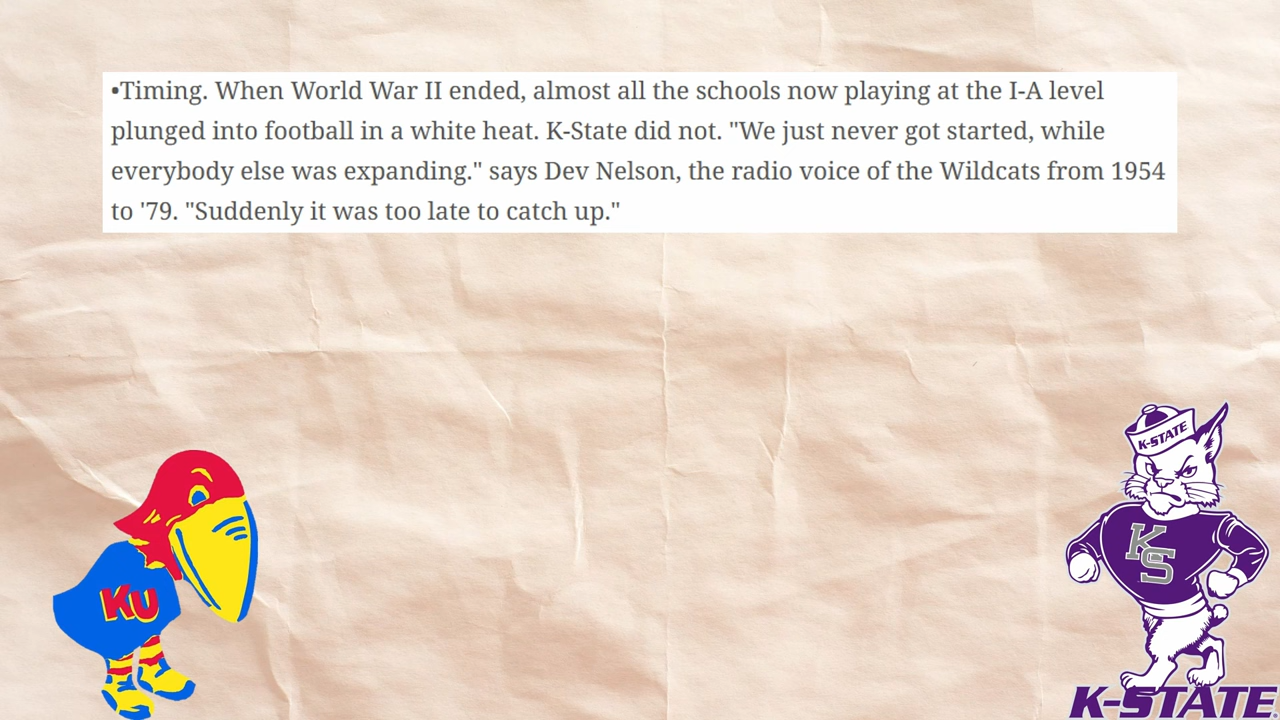 •Timing. When World War II ended, almost all the schools now playing at the I-A level
plunged into football in a white heat. K-State did not. "We just never got started, while
everybody else was expanding." says Dev Nelson, the radio voice of the Wildcats from 1954
to '79. "Suddenly it was too late to catch up."
K-STATE
KS
KU
K-STATE